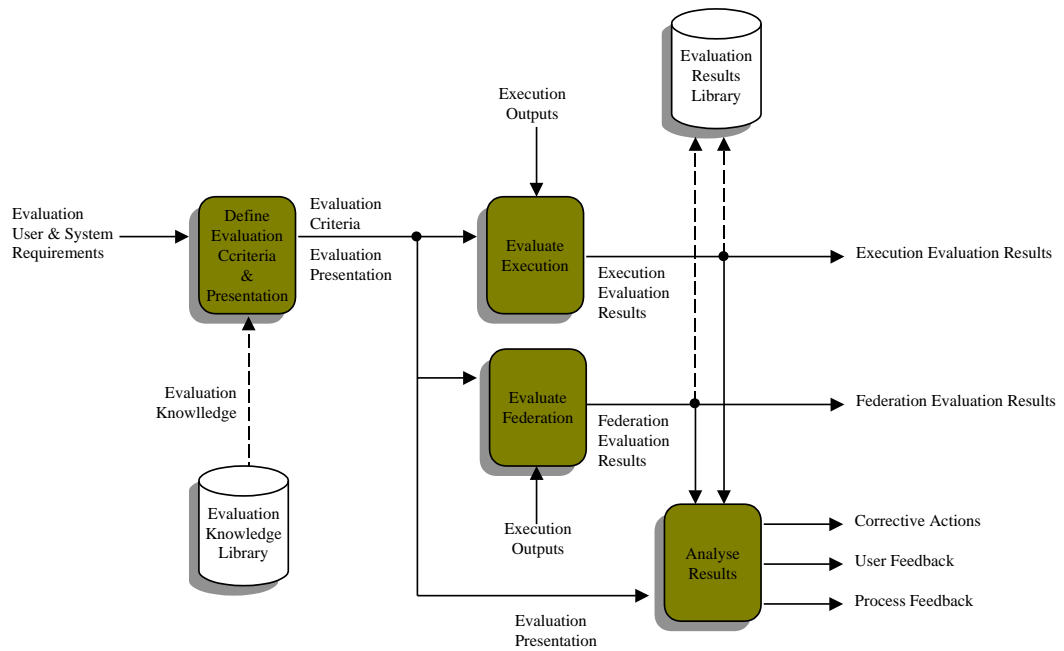 Evaluation
Results
Library
Execution
Outputs
Evaluation
User & System
Requirements
Define
Evaluation
Ccriteria
&
Presentation
Evaluation
Criteria
Evaluation
Presentation
Evaluate
Execution
Execution
Evaluation
Results
Execution Evaluation Results
Evaluation
Knowlledge
Evaluate
Federation
Federation
Evaluation
Results
Federation Evaluation Results
Evaluation
Knowledge
Library
Execution
Outputs
Analyse
Results
Corrective Actions
User Feedback
Process Feedback
Evaluation
Presentation